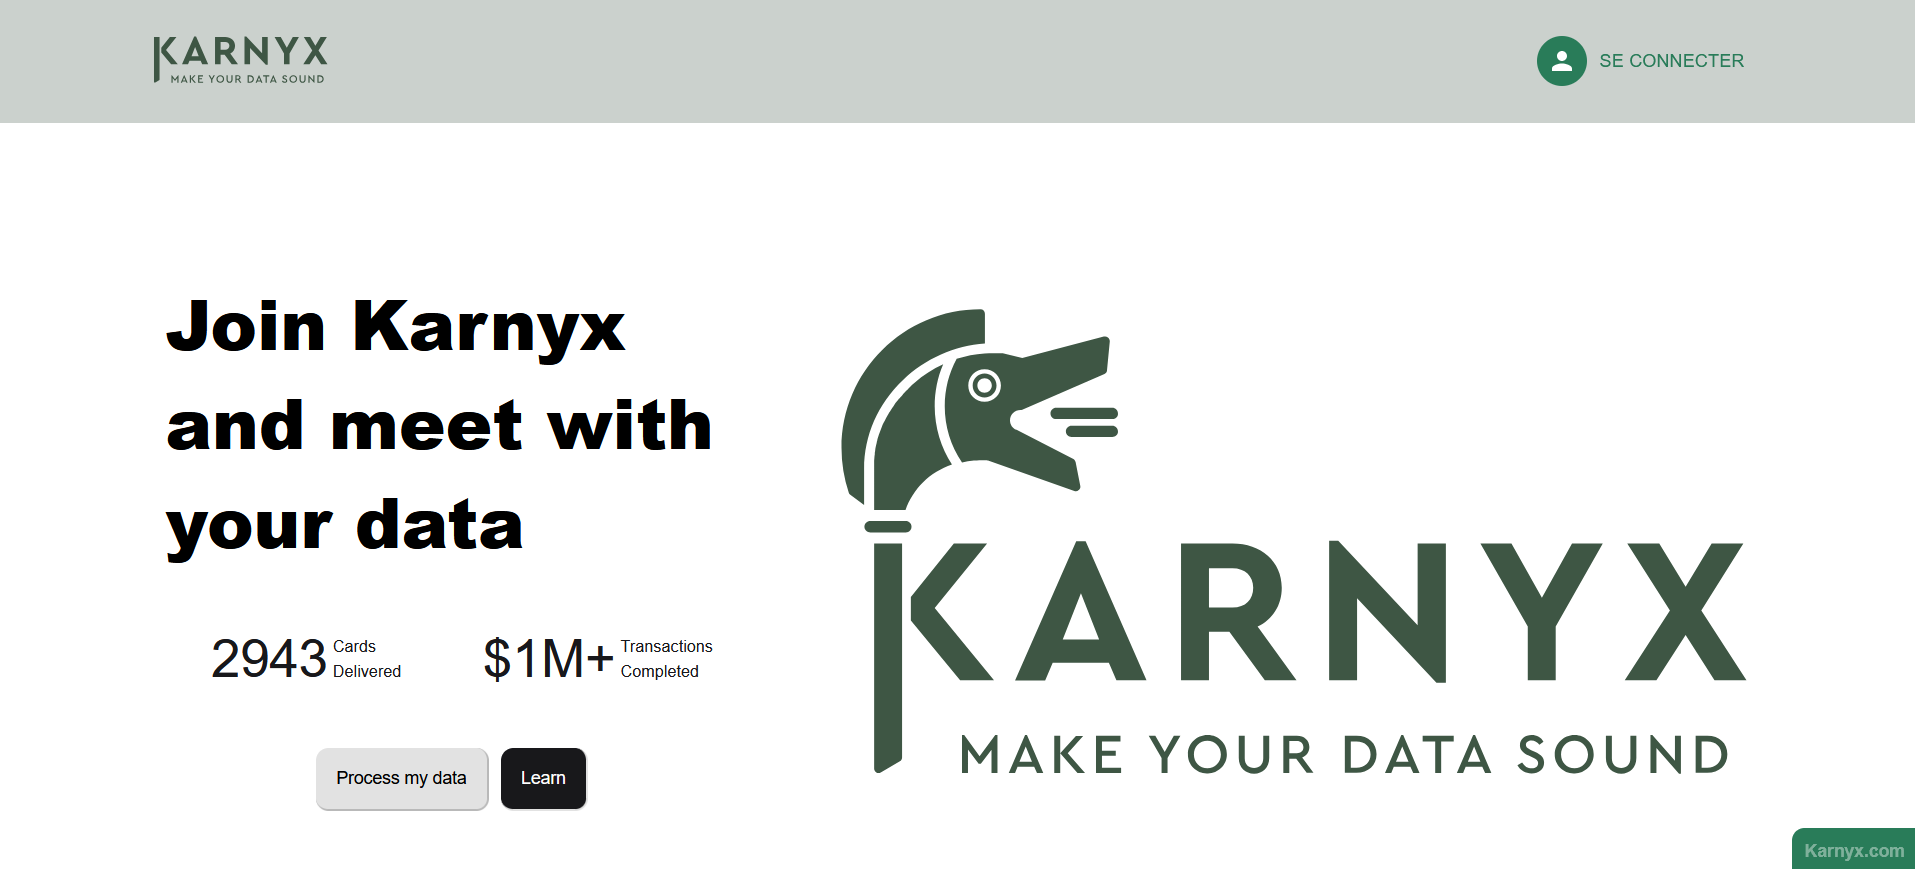 KARNYX
MAKE YOUR DATA SOUND
SE CONNECTER
Join Karnyx
and meet with
your data
2943 Cards
Delivered
$1M+ Transactions
Completed
Process my data
Learn
KARNYX
MAKE YOUR DATA SOUND
Karnyx.com